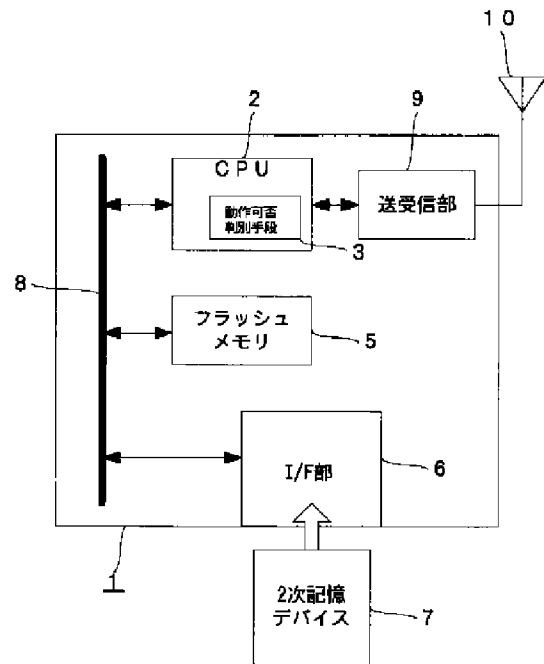 10
2
9
CPU
動作可否
判別手段
3
送受信部
8
フラッシュ
メモリ
5
I/F部
6
1
2次記憶
デバイス
7